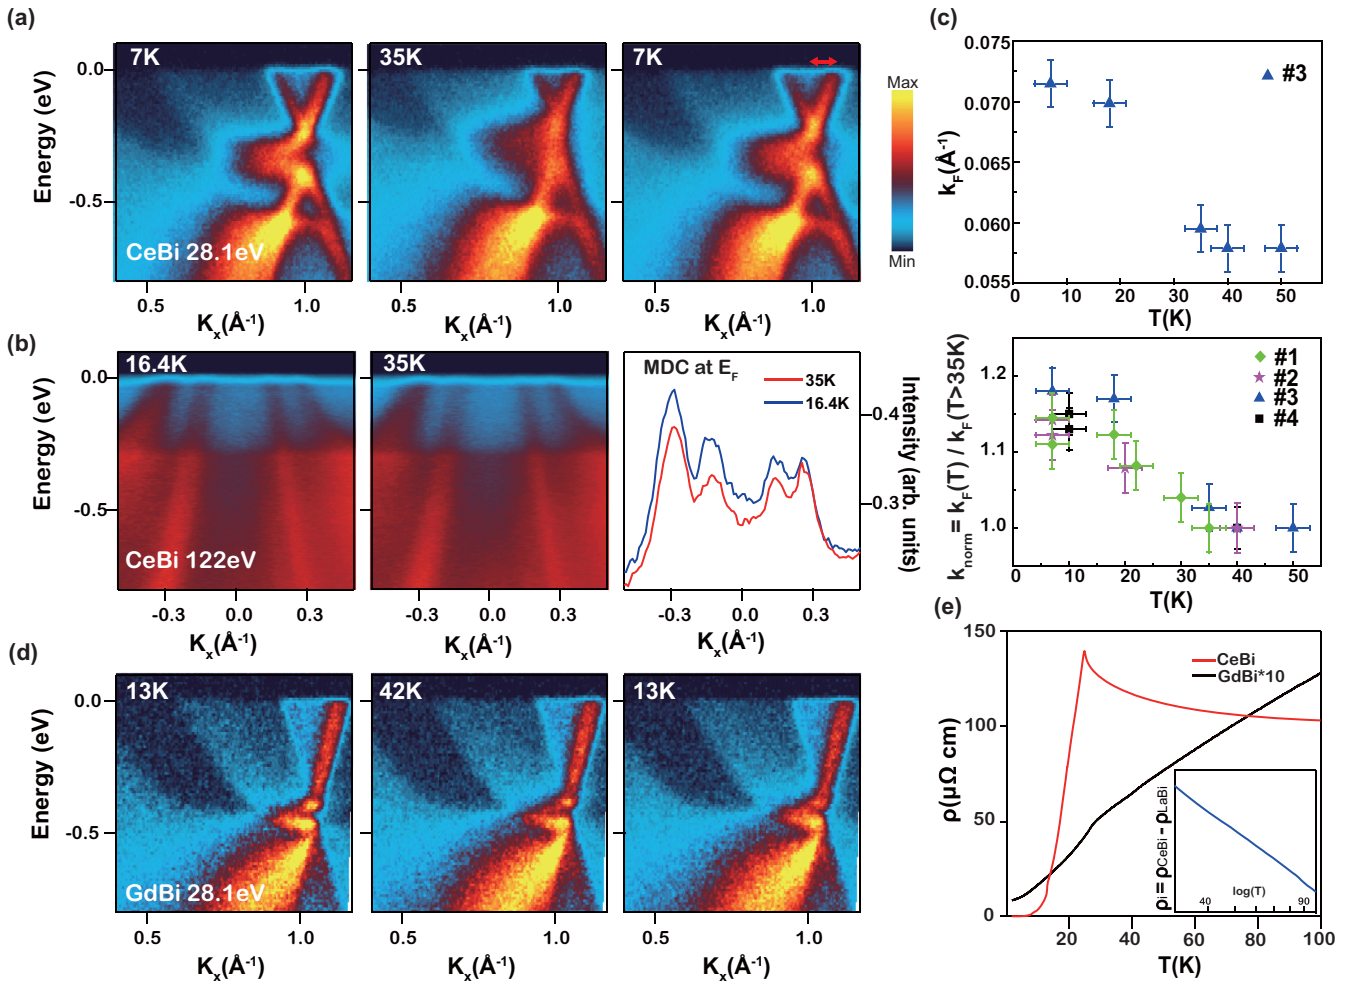 (a)
7K
35K
7K
0.0
-0.5
Energy (eV)
CeBi 28.1eV
0.5
1.0
0.5
1.0
0.5
1.0
Kx(Å-1)
Kx(Å-1)
Kx(Å-1)
Max
Min
(c)
0.075
0.070
0.065
0.060
0.055
kF(Å-1)
#3
0
10
20
30
40
50
T(K)
(b)
16.4K
35K
MDC at EF
35K
16.4K
0.0
-0.5
Energy (eV)
CeBi 122eV
-0.3
0.0
0.3
-0.3
0.0
0.3
-0.3
0.0
0.3
Kx(Å-1)
Kx(Å-1)
Kx(Å-1)
0.4
0.3
Intensity (arb. units)
1.2
1.1
1.0
knorm = kF(T) / kF(T>35K)
#1
#2
#3
#4
0
10
20
30
40
50
T(K)
(d)
13K
42K
13K
0.0
-0.5
Energy (eV)
GdBi 28.1eV
0.5
1.0
0.5
1.0
0.5
1.0
Kx(Å-1)
Kx(Å-1)
Kx(Å-1)
(e)
150
100
50
0
ρ(μΩ cm)
CeBi
GdBi*10
ρi = ρCeBi - ρLaBi
log(T)
40
90
20
40
60
80
100
T(K)